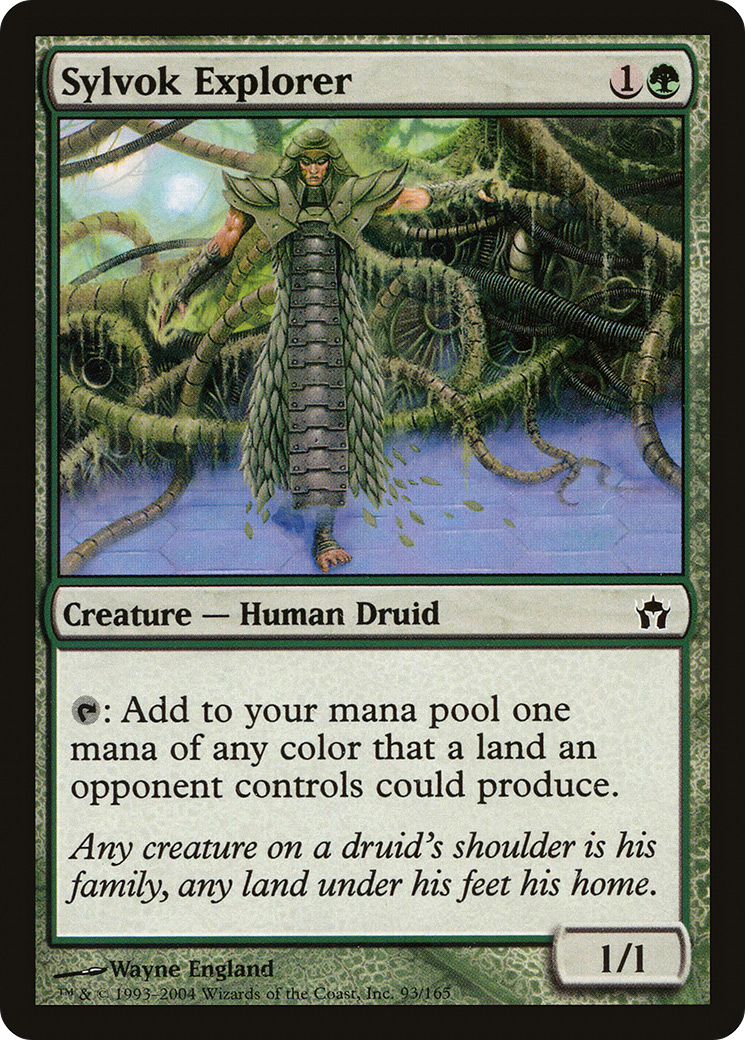 Sylvok Explorer 1
Creature — Human Druid
: Add to your mana pool one
mana of any color that a land an
opponent controls could produce.
Any creature on a druid's shoulder is his
family, any land under his feet his home.
1/1
Wayne England
™ & © 1993–2004 Wizards of the Coast, Inc. 93/165